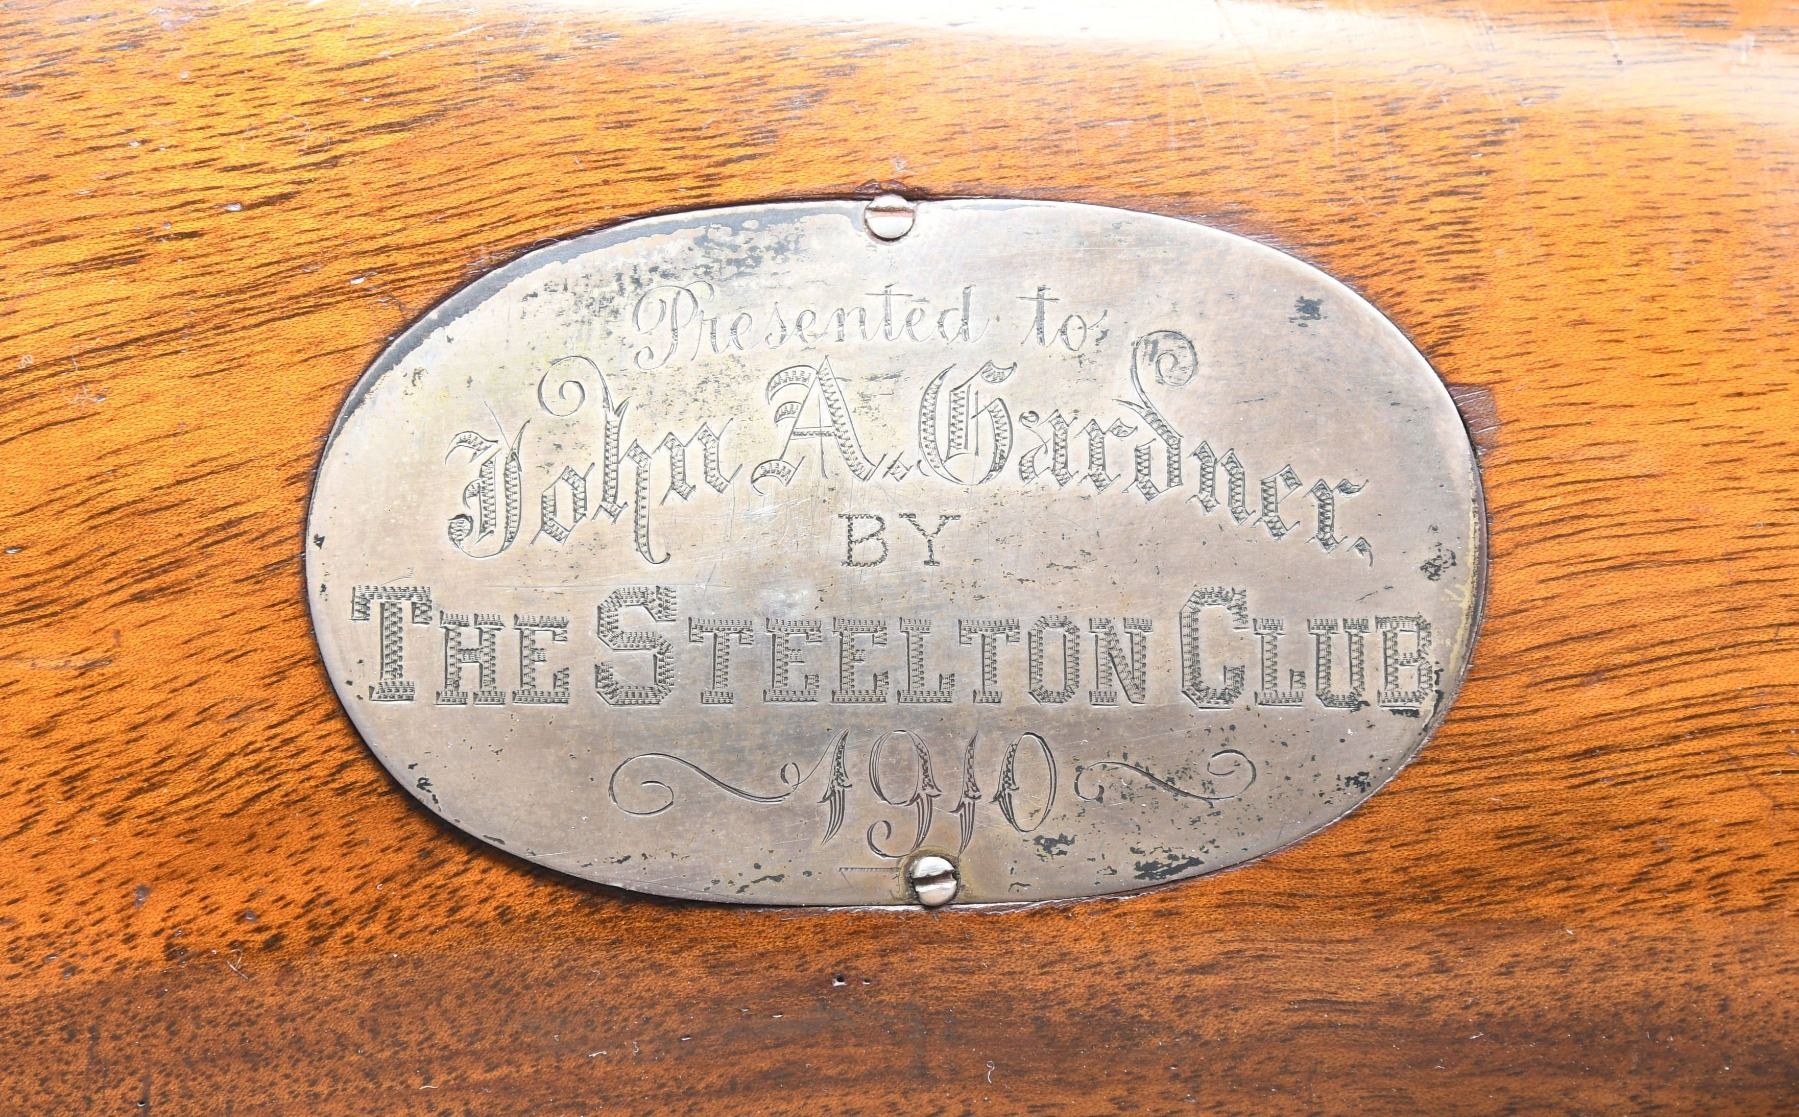 Presented to
John A. Gardner,
BY
THE STEELTON CLUB
1910